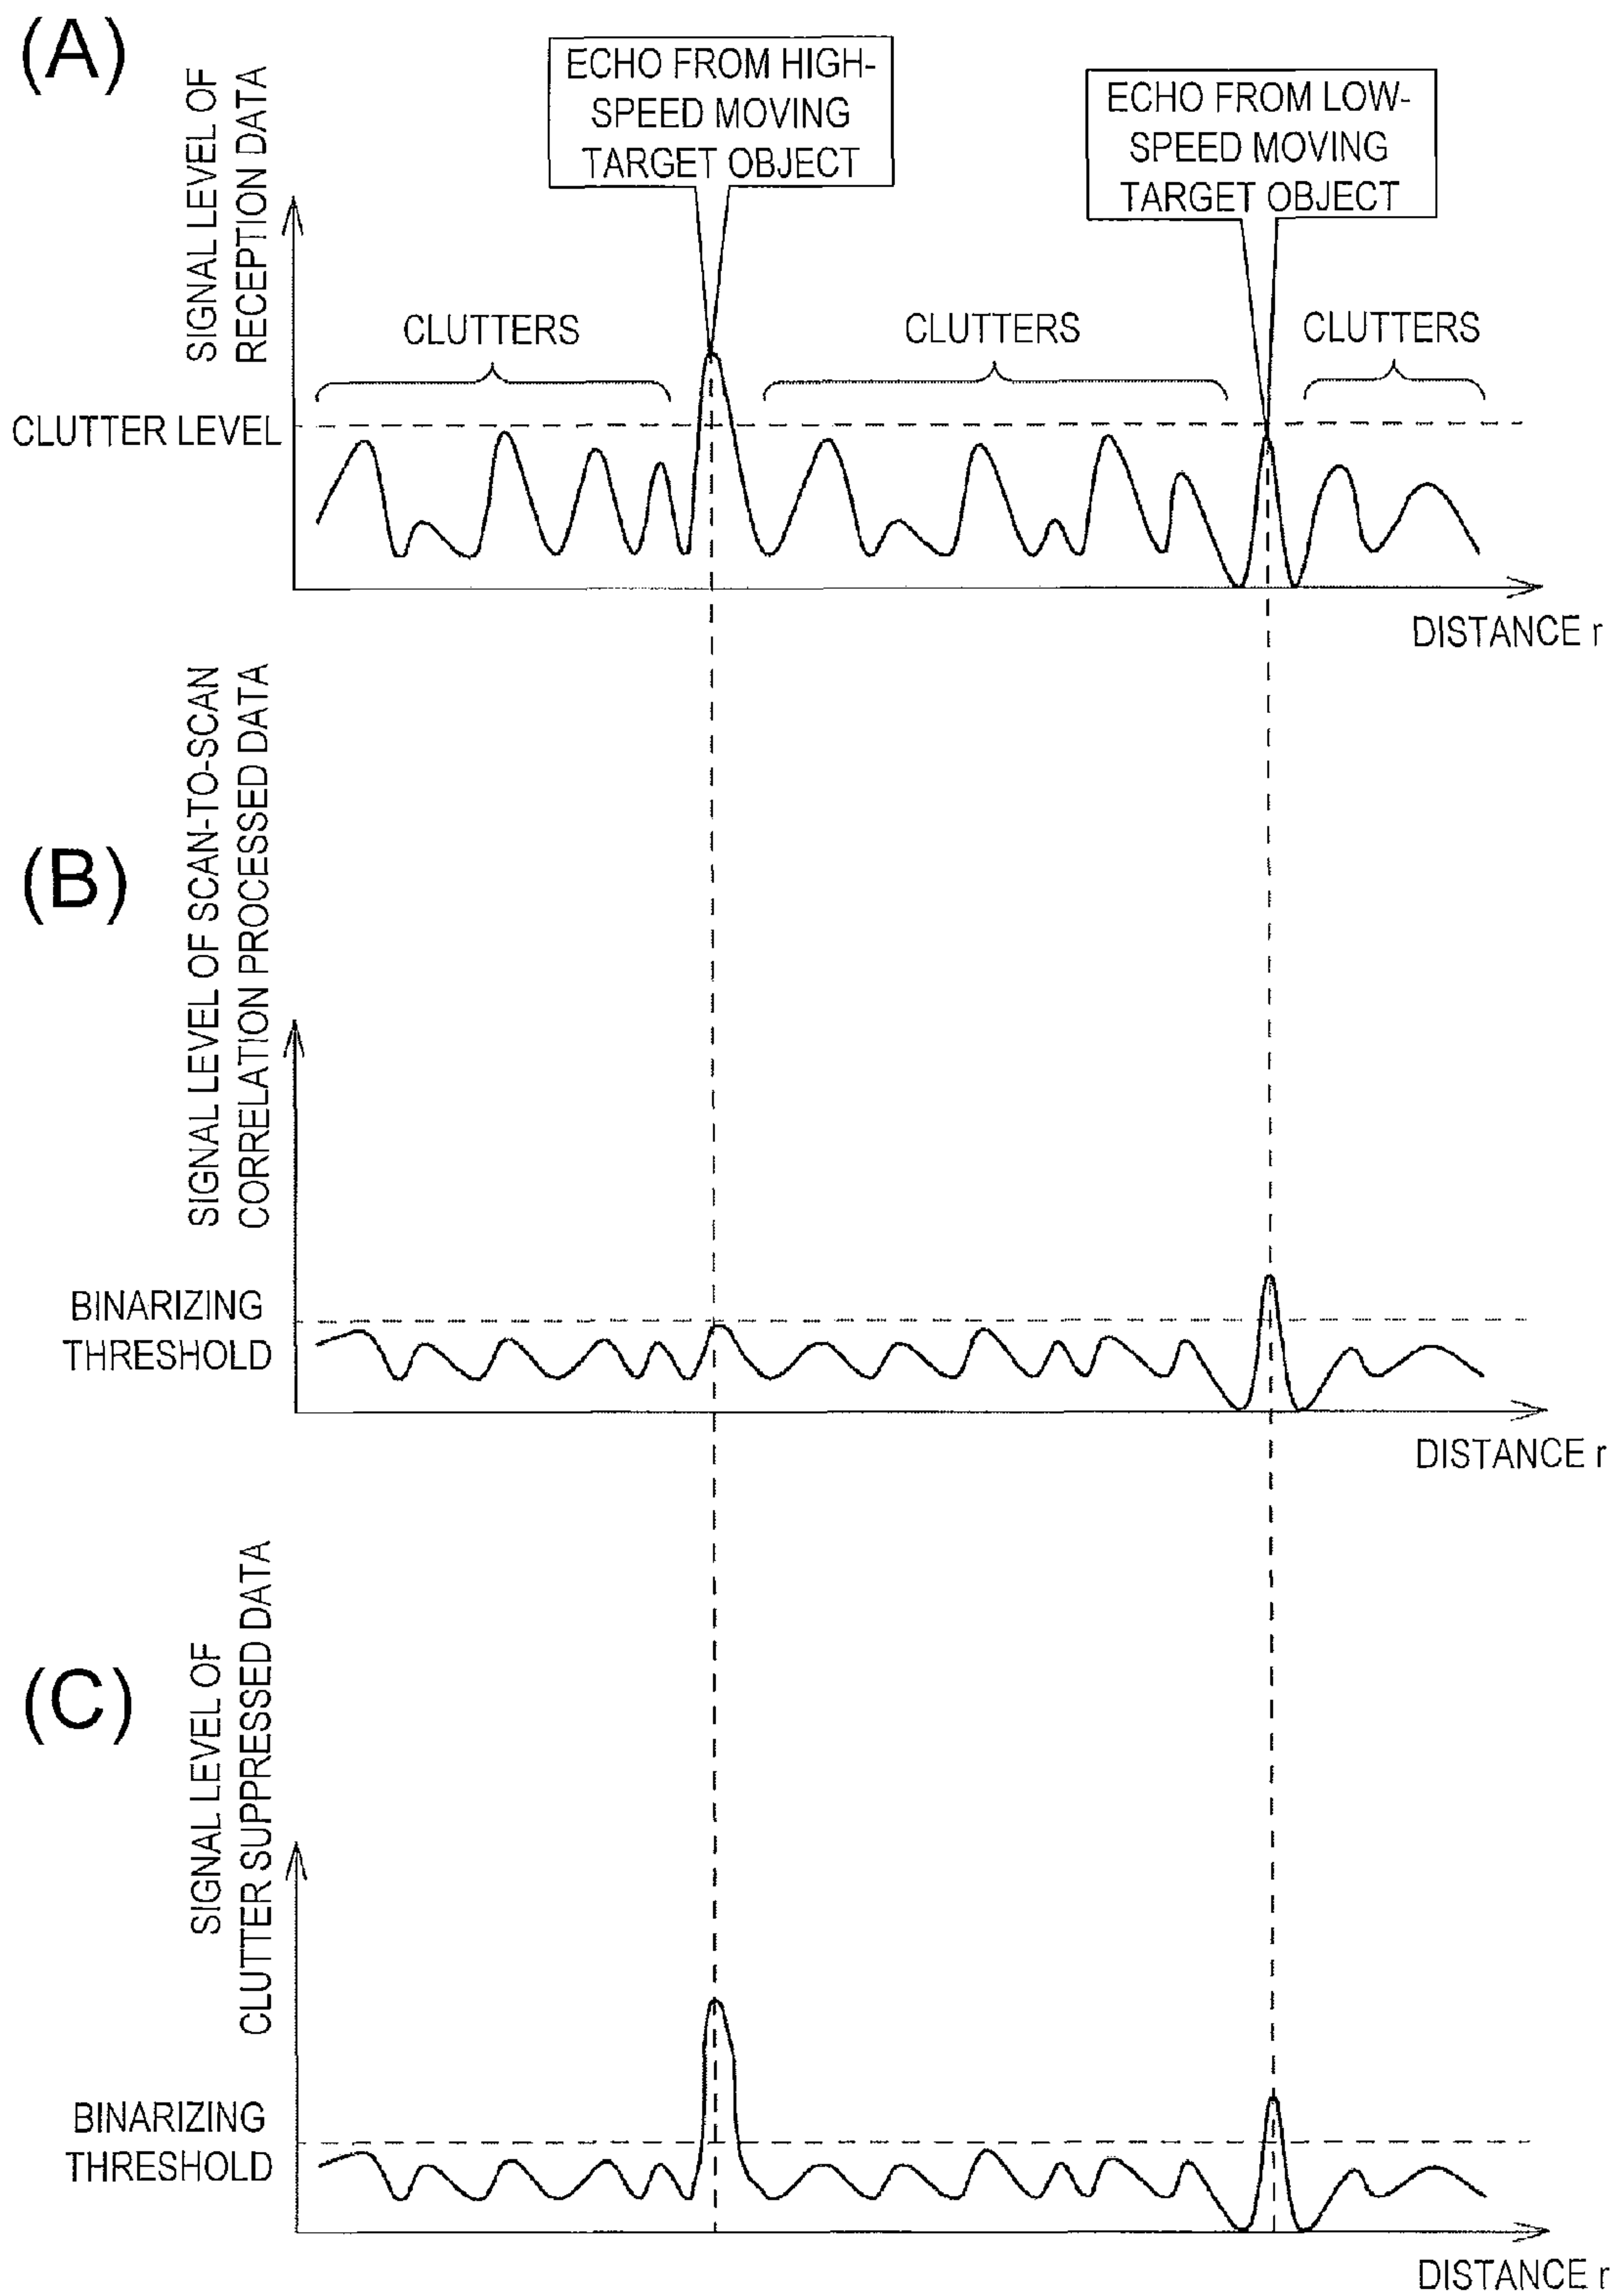 (A)
SIGNAL LEVEL OF
RECEPTION DATA
ECHO FROM HIGH-
SPEED MOVING
TARGET OBJECT
ECHO FROM LOW-
SPEED MOVING
TARGET OBJECT
CLUTTERS
CLUTTERS
CLUTTERS
CLUTTER LEVEL
DISTANCE r
(B)
SIGNAL LEVEL OF SCAN-TO-SCAN
CORRELATION PROCESSED DATA
BINARIZING
THRESHOLD
DISTANCE r
(C)
SIGNAL LEVEL OF
CLUTTER SUPPRESSED DATA
BINARIZING
THRESHOLD
DISTANCE r